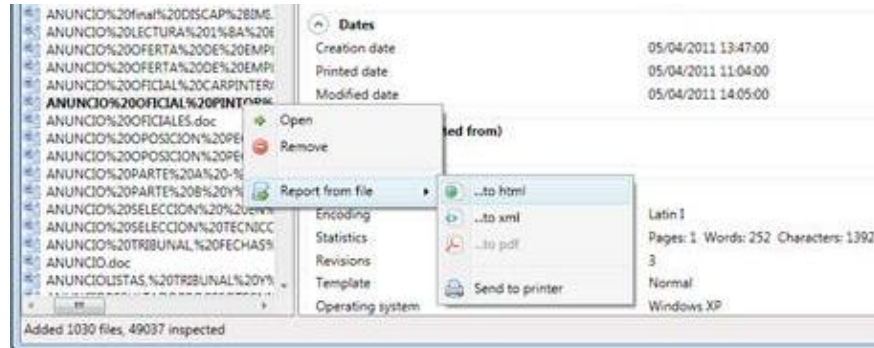 ANUNCIO%20final%20DISCAP%2BIMS.
ANUNCIO%20LECTURA%201%BA%20E
ANUNCIO%20OFERTA%20DE%20EMPI
ANUNCIO%20OFERTA%20DE%20EMPI
ANUNCIO%20OFICIAL%20CARPINTER
ANUNCIO%20OFICIAL%20PINTOR%
ANUNCIO%20OFICIALES.doc
ANUNCIO%20OPOSICION%20PE
ANUNCIO%20OPOSICION%20PE
ANUNCIO%20PARTE%20A%20-%
ANUNCIO%20PARTE%20B%20Y%
ANUNCIO%20SELECCION%20%20EN%
ANUNCIO%20SELECCION%20TECNICC
ANUNCIO%20TRIBUNAL%20FECHAS%
ANUNCIO.doc
ANUNCIOLISTAS,%20TRIBUNAL%20Y%
Dates
Creation date 05/04/2011 13:47:00
Printed date 05/04/2011 11:04:00
Modified date 05/04/2011 14:05:00
ted from)
Encoding Latin I
Statistics Pages: 1 Words: 252 Characters: 1392
Revisions 3
Template Normal
Operating system Windows XP
Open
Remove
Report from file
...to html
...to xml
...to pdf
Send to printer
Added 1030 files, 49037 inspected